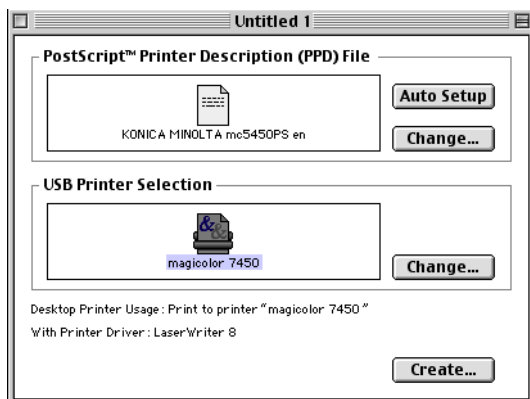 Untitled 1
PostScript™ Printer Description (PPD) File
Auto Setup
KONICA MINOLTA mc5450PS en
Change...
USB Printer Selection
magicolor 7450
Change...
Desktop Printer Usage : Print to printer "magicolor 7450 "
With Printer Driver : LaserWriter 8
Create...